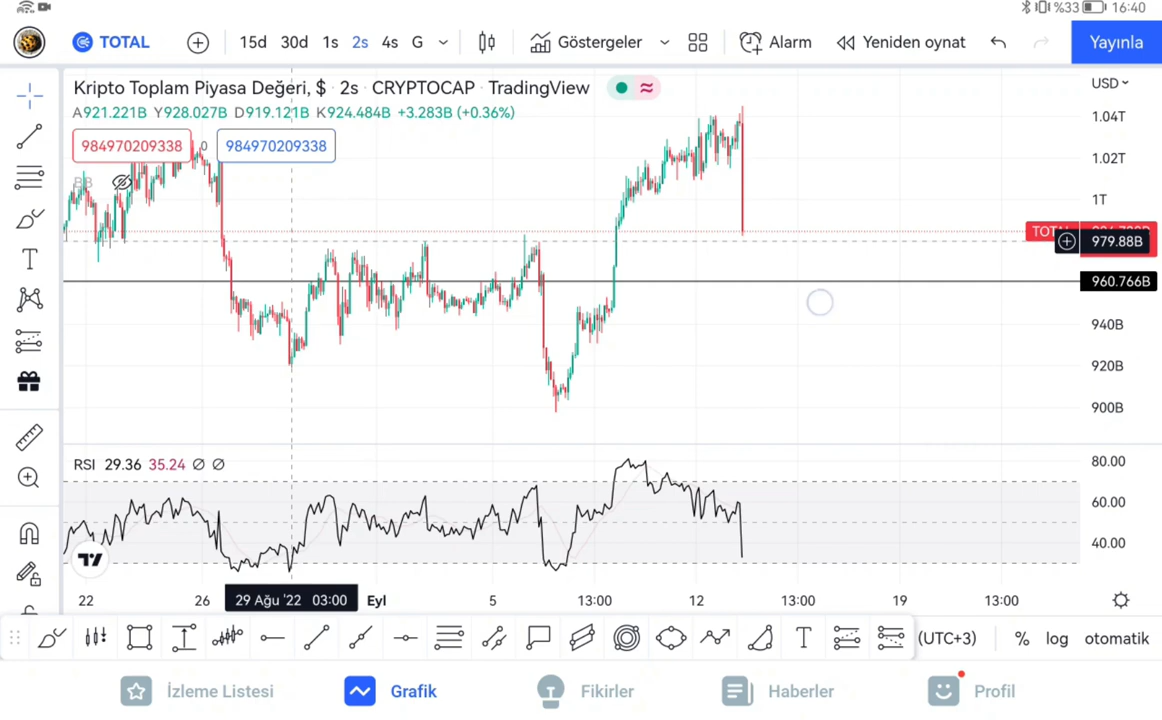 %33 16:40
TOTAL 15d 30d 1s 2s 4s G Göstergeler Alarm Yeniden oynat Yayınla
Kripto Toplam Piyasa Değeri, $ · 2s · CRYPTOCAP · TradingView
USD
A921.221B Y928.027B D919.121B K924.484B +3.283B (+0.36%)
984970209338 0 984970209338
BB
1.04T
1.02T
1T
979.88B
960.766B
940B
920B
900B
RSI 29.36 35.24 ∅ ∅
80.00
60.00
40.00
22 26 29 Ağu '22 03:00 Eyl 5 13:00 12 13:00 19 13:00
(UTC+3) % log otomatik
İzleme Listesi Grafik Fikirler Haberler Profil